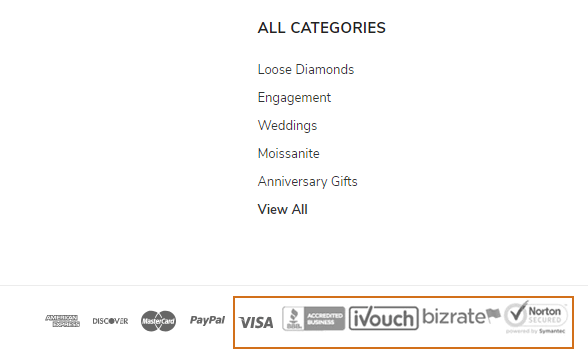 ALL CATEGORIES
Loose Diamonds
Engagement
Weddings
Moissanite
Anniversary Gifts
View All
AMERICAN EXPRESS DISCOVER MasterCard PayPal VISA BBB ACCREDITED BUSINESS iVouch bizrate Norton SECURED powered by Symantec